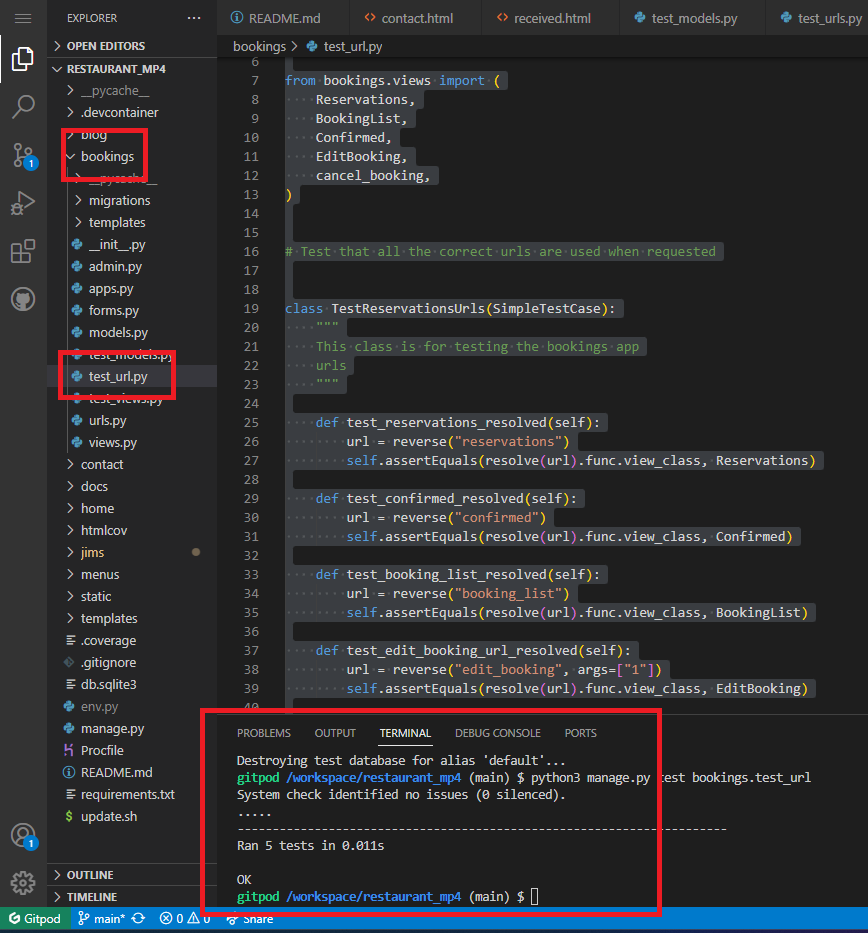 EXPLORER
OPEN EDITORS
RESTAURANT_MP4
__pycache__
.devcontainer
blog
bookings
__pycache__
migrations
templates
__init__.py
admin.py
apps.py
forms.py
models.py
test_models.py
test_url.py
test_views.py
urls.py
views.py
contact
docs
home
htmlcov
jims
menus
static
templates
.coverage
.gitignore
db.sqlite3
env.py
manage.py
Procfile
README.md
requirements.txt
$ update.sh
OUTLINE
TIMELINE
1
1
README.md
<> contact.html
<> received.html
test_models.py
test_urls.py
bookings > test_url.py
6
7 from bookings.views import (
8 Reservations,
9 BookingList,
10 Confirmed,
11 EditBooking,
12 cancel_booking,
13 )
14
15
16 # Test that all the correct urls are used when requested
17
18
19 class TestReservationsUrls(SimpleTestCase):
20 """
21 This class is for testing the bookings app
22 urls
23 """
24
25 def test_reservations_resolved(self):
26 url = reverse("reservations")
27 self.assertEquals(resolve(url).func.view_class, Reservations)
28
29 def test_confirmed_resolved(self):
30 url = reverse("confirmed")
31 self.assertEquals(resolve(url).func.view_class, Confirmed)
32
33 def test_booking_list_resolved(self):
34 url = reverse("booking_list")
35 self.assertEquals(resolve(url).func.view_class, BookingList)
36
37 def test_edit_booking_url_resolved(self):
38 url = reverse("edit_booking", args=["1"])
39 self.assertEquals(resolve(url).func.view_class, EditBooking)
40
PROBLEMS OUTPUT TERMINAL DEBUG CONSOLE PORTS
Destroying test database for alias 'default'...
gitpod /workspace/restaurant_mp4 (main) $ python3 manage.py test bookings.test_url
System check identified no issues (0 silenced).
.....
----------------------------------------------------------------------
Ran 5 tests in 0.011s
OK
gitpod /workspace/restaurant_mp4 (main) $
Gitpod main* 0 0 Share